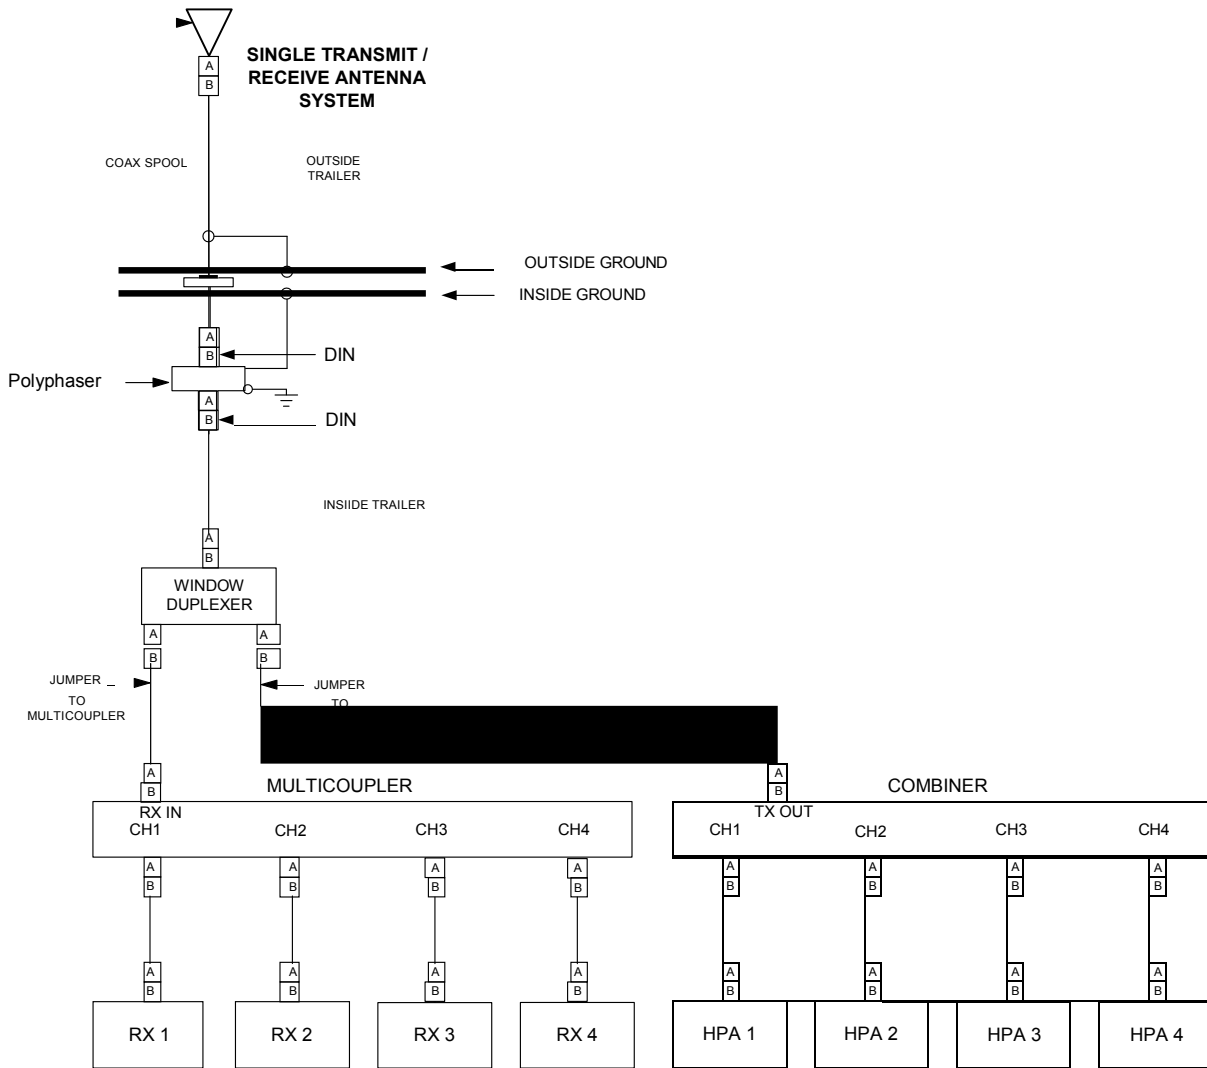 SINGLE TRANSMIT /
RECEIVE ANTENNA
SYSTEM
A
B
COAX SPOOL
OUTSIDE
TRAILER
OUTSIDE GROUND
INSIDE GROUND
A
B
DIN
Polyphaser
A
B
DIN
INSIIDE TRAILER
A
B
WINDOW
DUPLEXER
A A
B B
JUMPER
TO
MULTICOUPLER
JUMPER
TO
A A
B B
MULTICOUPLER COMBINER
RX IN TX OUT
CH1 CH2 CH3 CH4 CH1 CH2 CH3 CH4
A A A A A A A A
B B B B B B B B
A A A A A A A A
B B B B B B B B
RX 1 RX 2 RX 3 RX 4 HPA 1 HPA 2 HPA 3 HPA 4